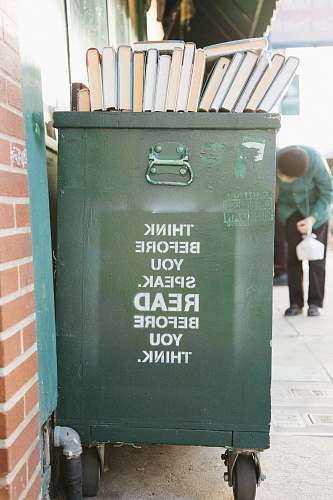 THINK
BEFORE
YOU
SPEAK.
READ
BEFORE
YOU
THINK.